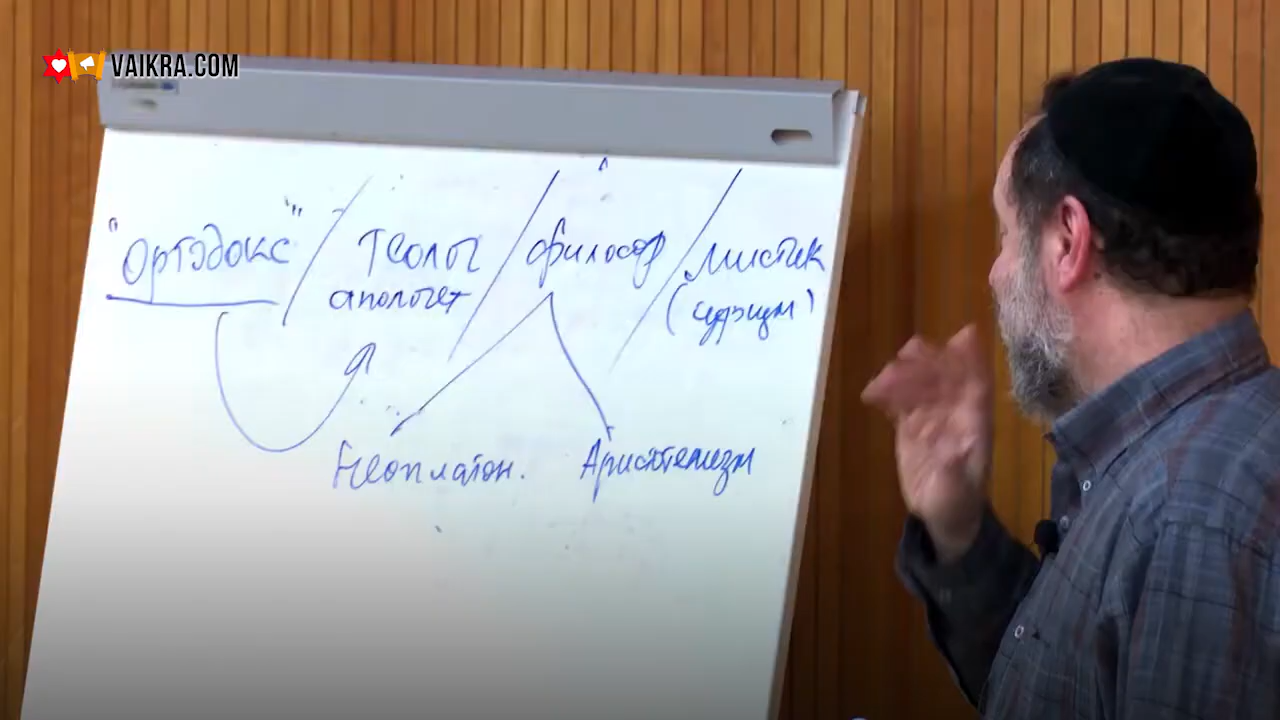 VAIKRA.COM
"Ортодокс" / Теолог / философ / мистик
апологет (суфизм)
Неоплатон. Аристотелизм